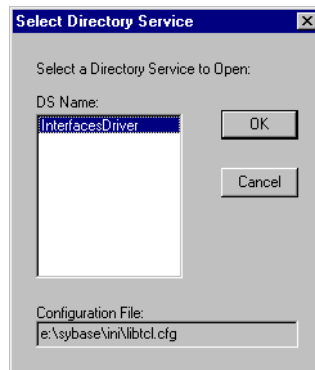 Select Directory Service
Select a Directory Service to Open:
DS Name:
InterfacesDriver
OK
Cancel
Configuration File:
e:\sybase\ini\libtcl.cfg